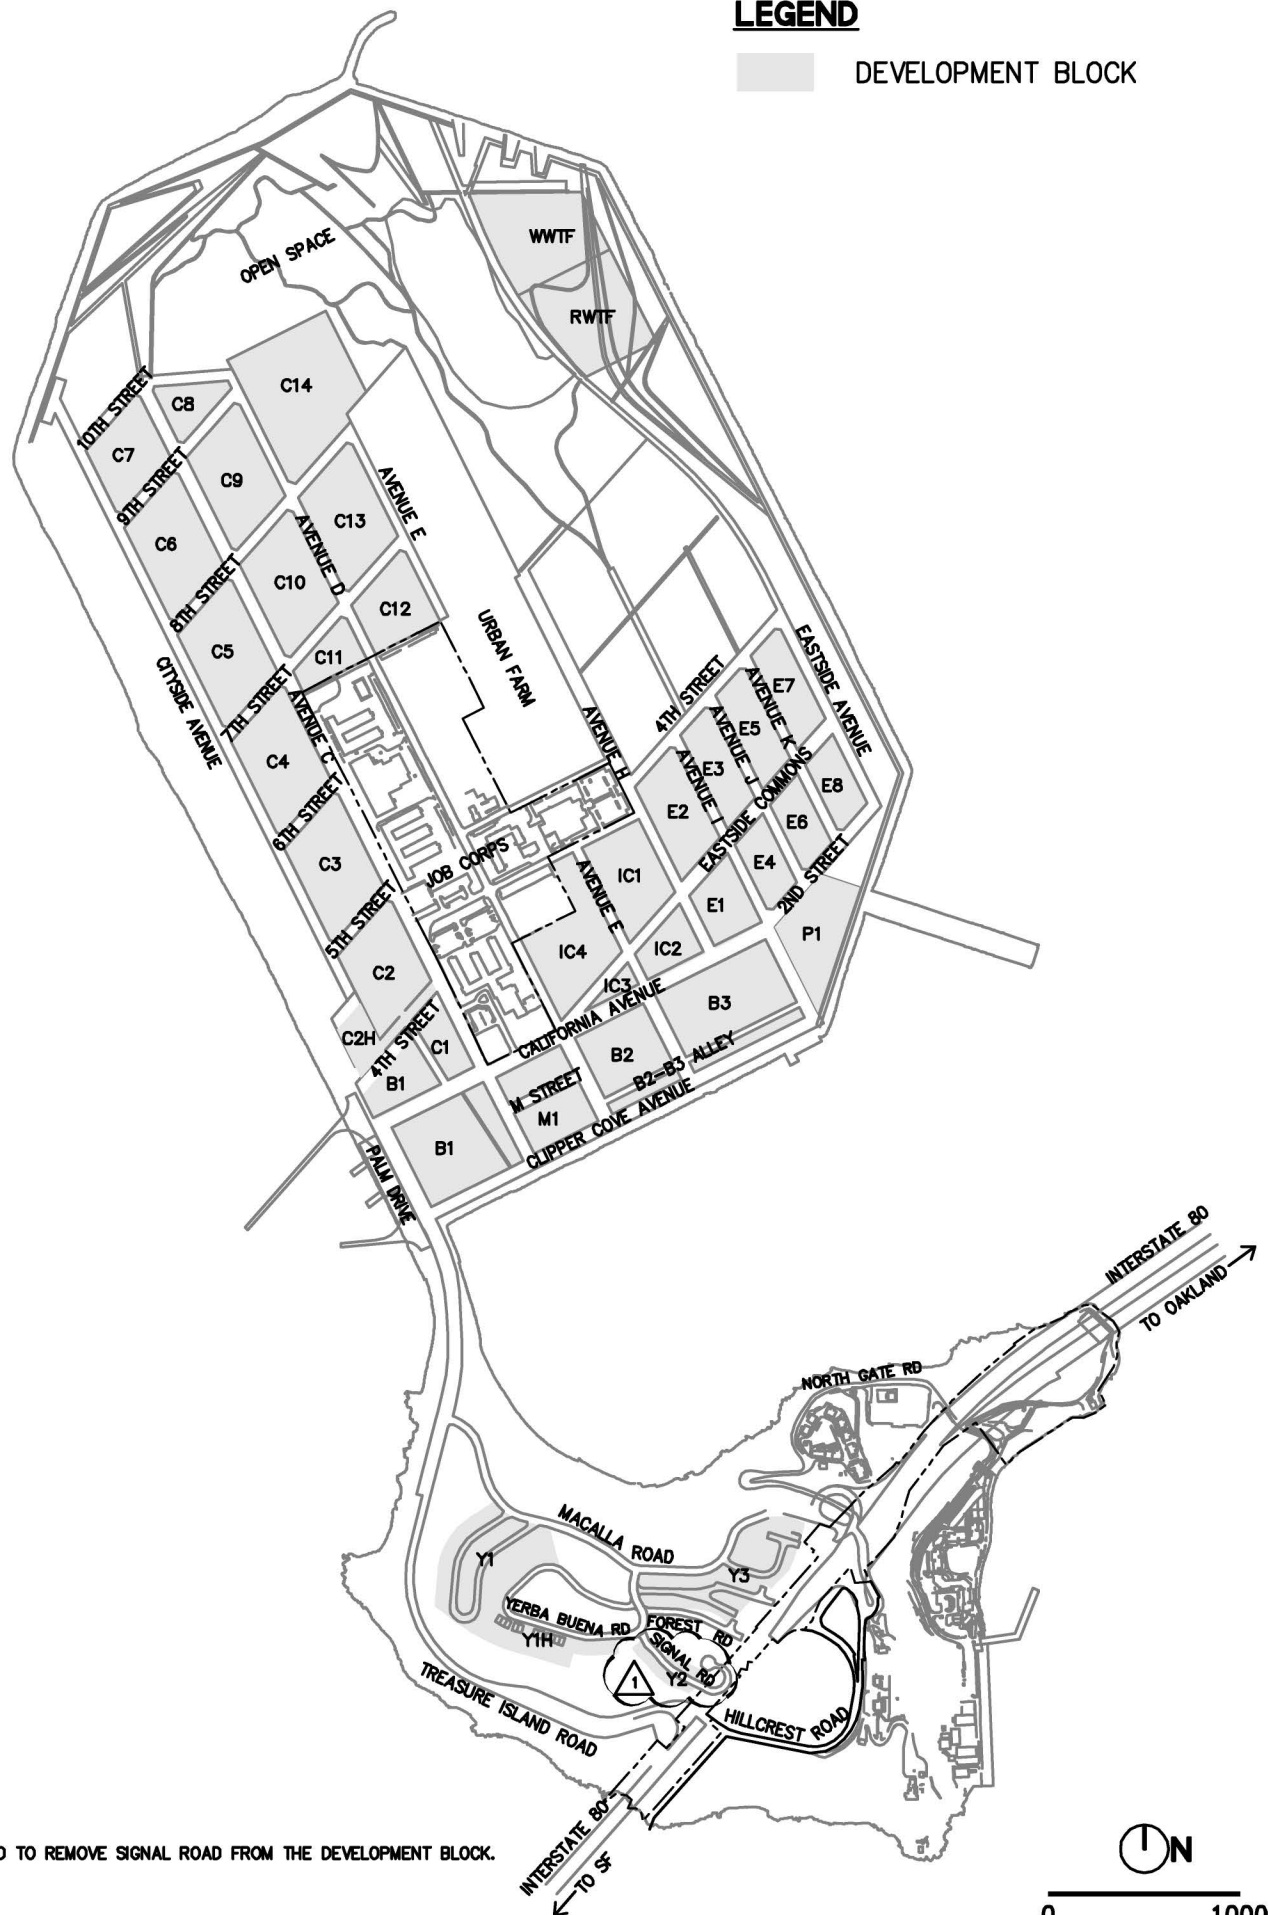 LEGEND
DEVELOPMENT BLOCK
WWTF
OPEN SPACE
RWTF
C14
10TH STREET
C8
C7
9TH STREET
C9
AVENUE E
C13
C6
AVENUE D
8TH STREET
C10
C12
C5
C11
URBAN FARM
CITYSIDE AVENUE
7TH STREET
AVENUE C
C4
6TH STREET
C3
5TH STREET
C2
C2H
4TH STREET
C1
B1
JOB CORPS
AVENUE H
4TH STREET
EASTSIDE AVENUE
AVENUE K
E7
AVENUE J
E5
AVENUE I
E3
E2
EASTSIDE COMMONS
E8
E6
E4
2ND STREET
E1
P1
AVENUE E
IC1
IC4
IC2
IC3
CALIFORNIA AVENUE
B3
B2
B2-B3 ALLEY
M STREET
M1
CLIPPER COVE AVENUE
B1
PALM DRIVE
INTERSTATE 80
TO OAKLAND
NORTH GATE RD
MACALLA ROAD
Y1
Y3
YERBA BUENA RD
FOREST RD
Y1H
SIGNAL RD
Y2
1
TREASURE ISLAND ROAD
HILLCREST ROAD
INTERSTATE 80
TO SF
TO REMOVE SIGNAL ROAD FROM THE DEVELOPMENT BLOCK.
N
0 1000